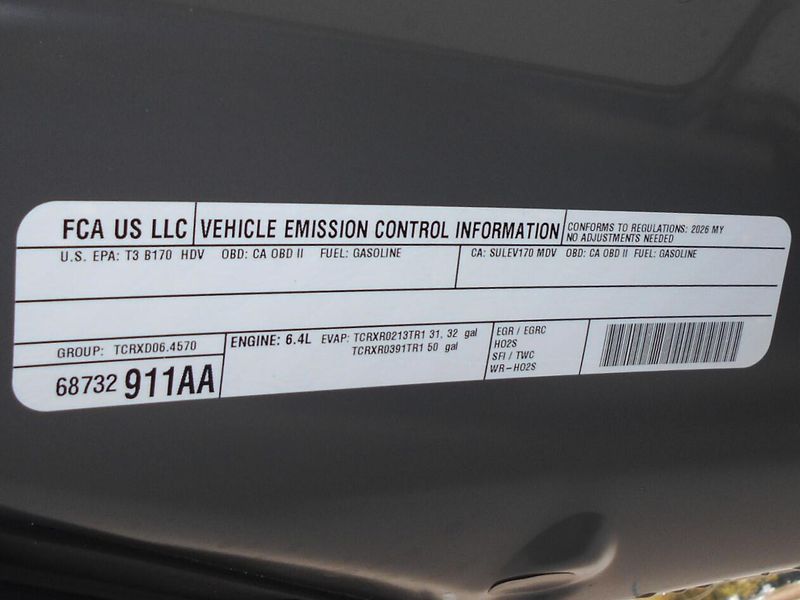 FCA US LLC
VEHICLE EMISSION CONTROL INFORMATION
CONFORMS TO REGULATIONS: 2026 MY
NO ADJUSTMENTS NEEDED
U.S. EPA: T3 B170 HDV OBD: CA OBD II FUEL: GASOLINE
CA: SULEV170 MDV OBD: CA OBD II FUEL: GASOLINE
GROUP: TCRXD06.4570
68732 911AA
ENGINE: 6.4L EVAP: TCRXR0213TR1 31, 32 gal
TCRXR0391TR1 50 gal
EGR / EGRC
HO2S
SFI / TWC
WR-HO2S